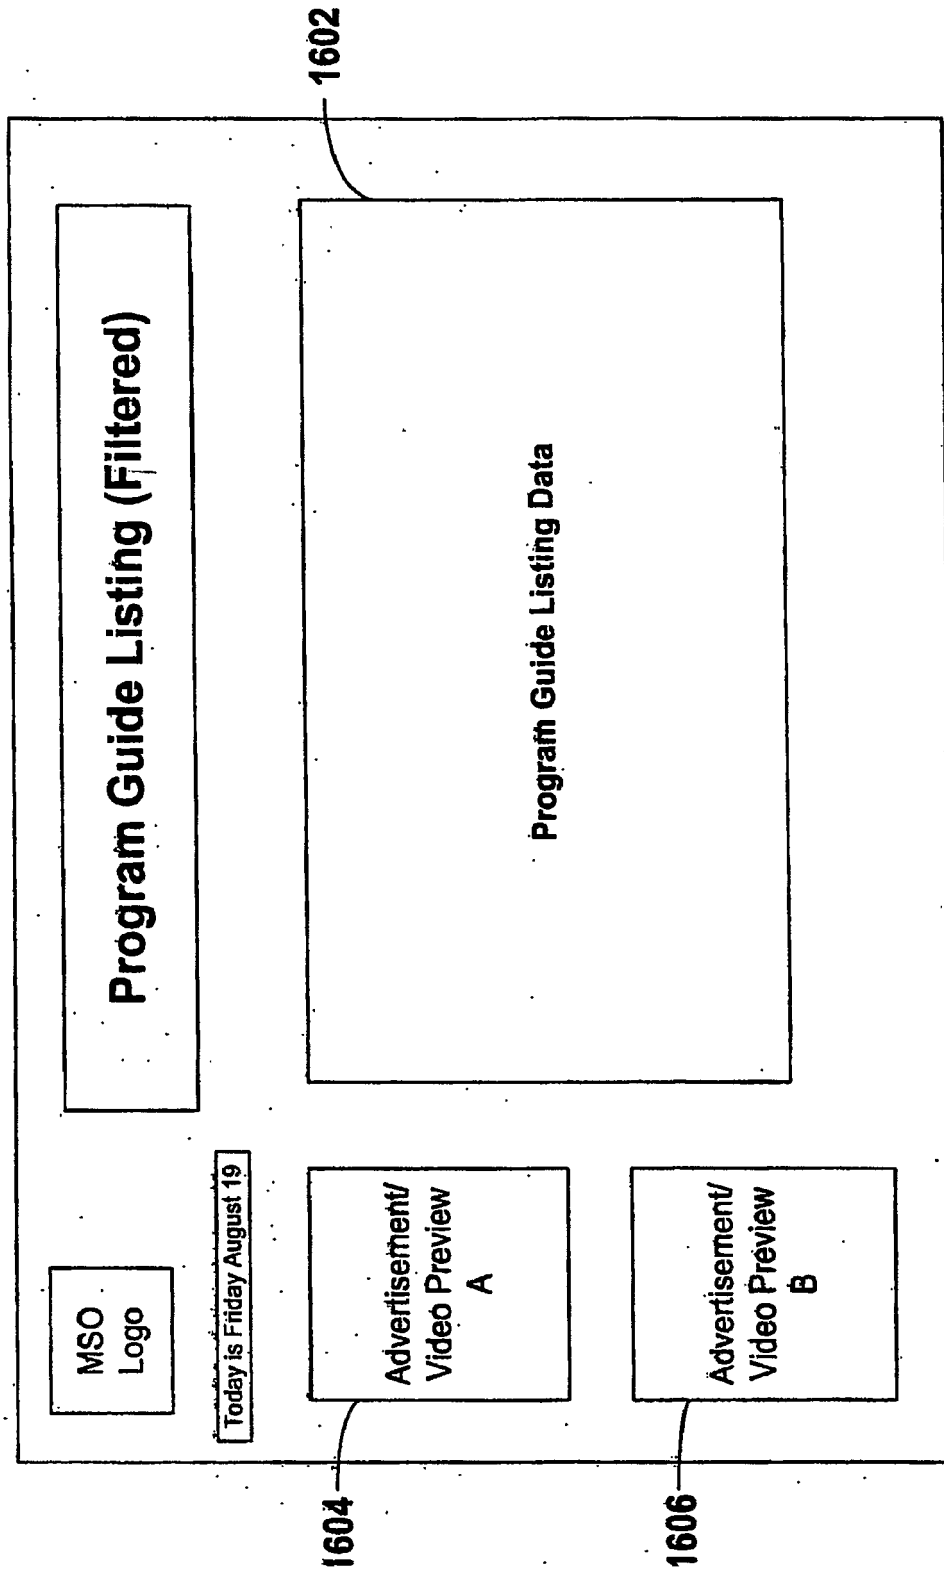 MSO
Logo
Program Guide Listing (Filtered)
Today is Friday August 19
1602
1604
Advertisement/
Video Preview
A
Program Guide Listing Data
1606
Advertisement/
Video Preview
B